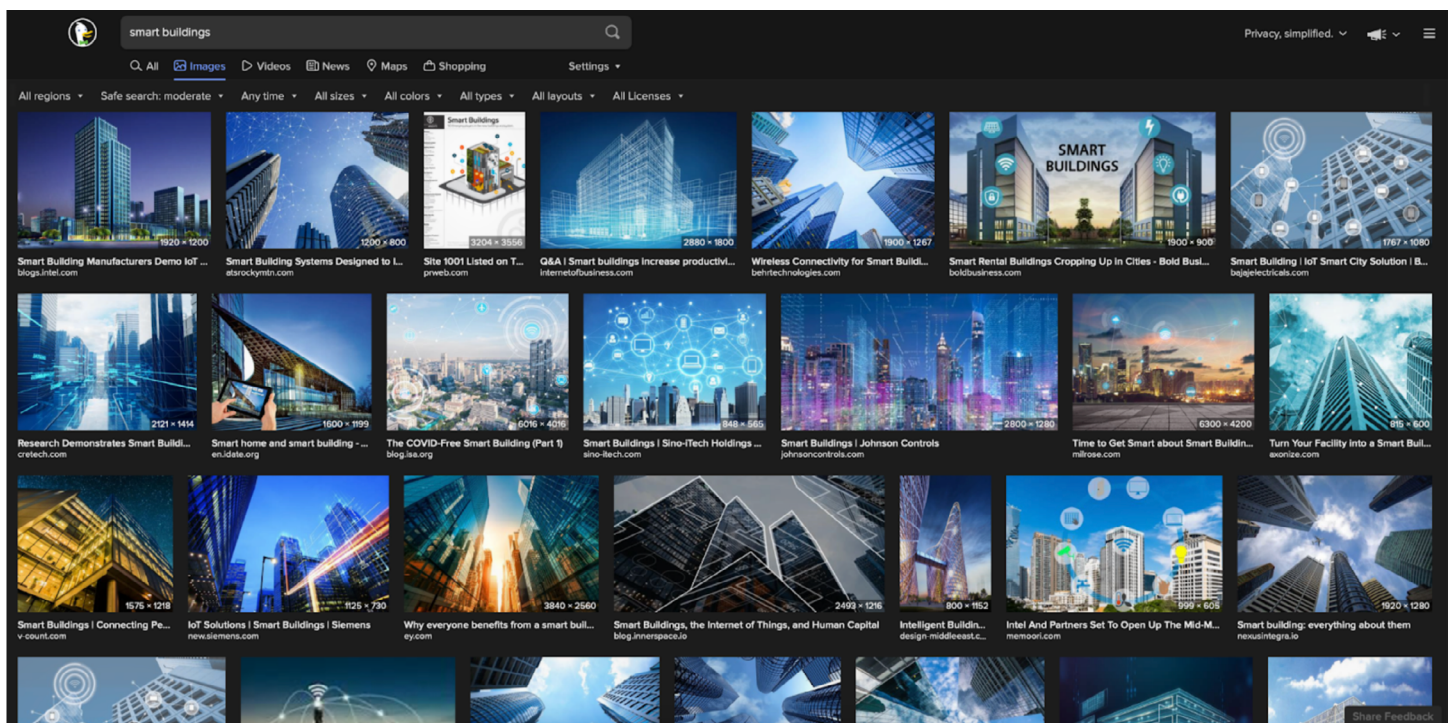 smart buildings
Privacy, simplified.
All Images Videos News Maps Shopping Settings
All regions Safe search: moderate Any time All sizes All colors All types All layouts All Licenses
Smart Buildings
SMART
BUILDINGS
1920 × 1200
1200 × 800
3204 × 3556
2880 × 1800
1900 × 1267
1900 × 900
1767 × 1080
Smart Building Manufacturers Demo IoT ...
blogs.intel.com
Smart Building Systems Designed to I...
atsrockymtn.com
Site 1001 Listed on T...
prweb.com
Q&A | Smart buildings increase productivi...
internetofbusiness.com
Wireless Connectivity for Smart Buildi...
behrtechnologies.com
Smart Rental Buildings Cropping Up in Cities - Bold Busi...
boldbusiness.com
Smart Building | IoT Smart City Solution | B...
bajajelectricals.com
2121 × 1414
1600 × 1199
6016 × 4016
848 × 565
2800 × 1280
6300 × 4200
815 × 600
Research Demonstrates Smart Buildi...
cretech.com
Smart home and smart building - ...
en.idate.org
The COVID-Free Smart Building (Part 1)
blog.isa.org
Smart Buildings | Sino-iTech Holdings ...
sino-itech.com
Smart Buildings | Johnson Controls
johnsoncontrols.com
Time to Get Smart about Smart Buildin...
milrose.com
Turn Your Facility into a Smart Buil...
axonize.com
1575 × 1218
1125 × 730
3840 × 2560
2493 × 1216
800 × 1152
999 × 605
1920 × 1280
Smart Buildings | Connecting Pe...
v-count.com
IoT Solutions | Smart Buildings | Siemens
new.siemens.com
Why everyone benefits from a smart buil...
ey.com
Smart Buildings, the Internet of Things, and Human Capital
blog.innerspace.io
Intelligent Buildin...
design-middleeast.c...
Intel And Partners Set To Open Up The Mid-M...
memoori.com
Smart building: everything about them
nexusintegra.io
Share Feedback